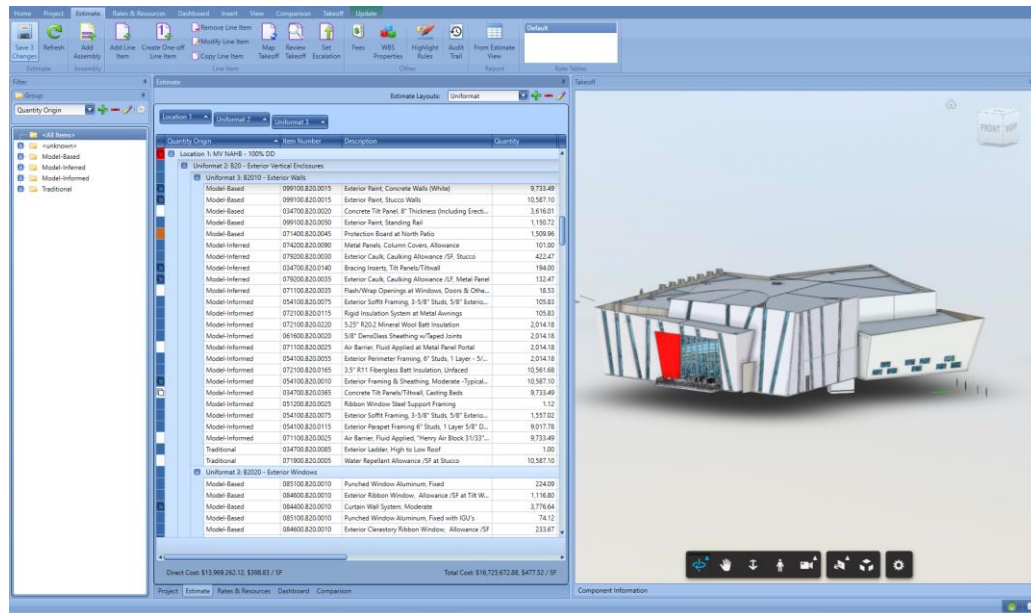 Home Project Estimate Rates & Resources Dashboard Insert View Comparison Takeoff Update
Save 3 Changes
Refresh
Add Assembly
Add Line Item
Create One-off Line Item
Remove Line Item
Modify Line Item
Copy Line Item
Map Takeoff
Review Takeoff
Set Escalation
Fees
WBS Properties
Highlight Rules
Audit Trail
From Estimate View
Default
Estimate Assembly Line Item Other Report Rate Tables
Filter
Group
Quantity Origin
<All Items>
<unknown>
Model-Based
Model-Inferred
Model-Informed
Traditional
Estimate
Estimate Layouts: Uniformat
Location 1 Uniformat 2 Uniformat 3
Quantity Origin Item Number Description Quantity
Location 1: MV NAHB - 100% DD
Uniformat 2: B20 - Exterior Vertical Enclosures
Uniformat 3: B2010 - Exterior Walls
Model-Based 099100.820.0015 Exterior Paint, Concrete Walls (White) 9,733.49
Model-Based 099100.820.0015 Exterior Paint, Stucco Walls 10,587.10
Model-Based 034700.820.0020 Concrete Tilt Panel, 8" Thickness (Including Erecti... 3,616.01
Model-Based 099100.820.0050 Exterior Paint, Standing Rail 1,150.72
Model-Based 071400.820.0045 Protection Board at North Patio 1,509.96
Model-Inferred 074200.820.0090 Metal Panels, Column Covers, Allowance 101.00
Model-Inferred 079200.820.0030 Exterior Caulk, Caulking Allowance /SF, Stucco 422.47
Model-Inferred 034700.820.0140 Bracing Inserts, Tilt Panels/Tiltwall 194.00
Model-Inferred 079200.820.0035 Exterior Caulk, Caulking Allowance /LF, Metal Panel 132.47
Model-Informed 071100.820.0035 Flash/Wrap Openings at Windows, Doors & Othe... 18.53
Model-Informed 054100.820.0075 Exterior Soffit Framing, 3-5/8" Studs, 5/8" Exterio... 105.83
Model-Informed 072100.820.0115 Rigid Insulation System at Metal Awnings 105.83
Model-Informed 072100.820.0220 5.25" R20.2 Mineral Wool Batt Insulation 2,014.18
Model-Informed 061600.820.0020 5/8" DensGlass Sheathing w/Taped Joints 2,014.18
Model-Informed 071100.820.0025 Air Barrier, Fluid Applied at Metal Panel Portal 2,014.18
Model-Informed 054100.820.0055 Exterior Perimeter Framing, 6" Studs, 1 Layer - 5/... 2,014.18
Model-Informed 072100.820.0165 3.5" R11 Fiberglass Batt Insulation, Unfaced 10,561.68
Model-Informed 054100.820.0010 Exterior Framing & Sheathing, Moderate -Typical... 10,587.10
Model-Informed 034700.820.0365 Concrete Tilt Panels/Tiltwall, Casting Beds 9,733.49
Model-Informed 051200.820.0025 Ribbon Window Steel Support Framing 1.12
Model-Informed 054100.820.0075 Exterior Soffit Framing, 3-5/8" Studs, 5/8" Exterio... 1,557.02
Model-Informed 054100.820.0115 Exterior Parapet Framing 6" Studs, 1 Layer 5/8" D... 9,017.78
Model-Informed 071100.820.0025 Air Barrier, Fluid Applied, "Henry Air Block 31/33"... 9,733.49
Traditional 034700.820.0085 Exterior Ladder, High to Low Roof 1.00
Traditional 071900.820.0005 Water Repellant Allowance /SF at Stucco 10,587.10
Uniformat 3: B2020 - Exterior Windows
Model-Based 085100.820.0010 Punched Window Aluminum, Fixed 224.09
Model-Based 084600.820.0010 Exterior Ribbon Window, Allowance /SF at Tilt W... 1,116.80
Model-Based 084400.820.0010 Curtain Wall System, Moderate 3,776.64
Model-Based 085100.820.0010 Punched Window Aluminum, Fixed with IGU's 74.12
Model-Based 084600.820.0010 Exterior Clerestory Ribbon Window, Allowance /SF 233.67
Direct Cost: $13,969,262.12, $398.83 / SF Total Cost: $16,725,672.88, $477.52 / SF
Project Estimate Rates & Resources Dashboard Comparison
Takeoff
FRONT
Component Information